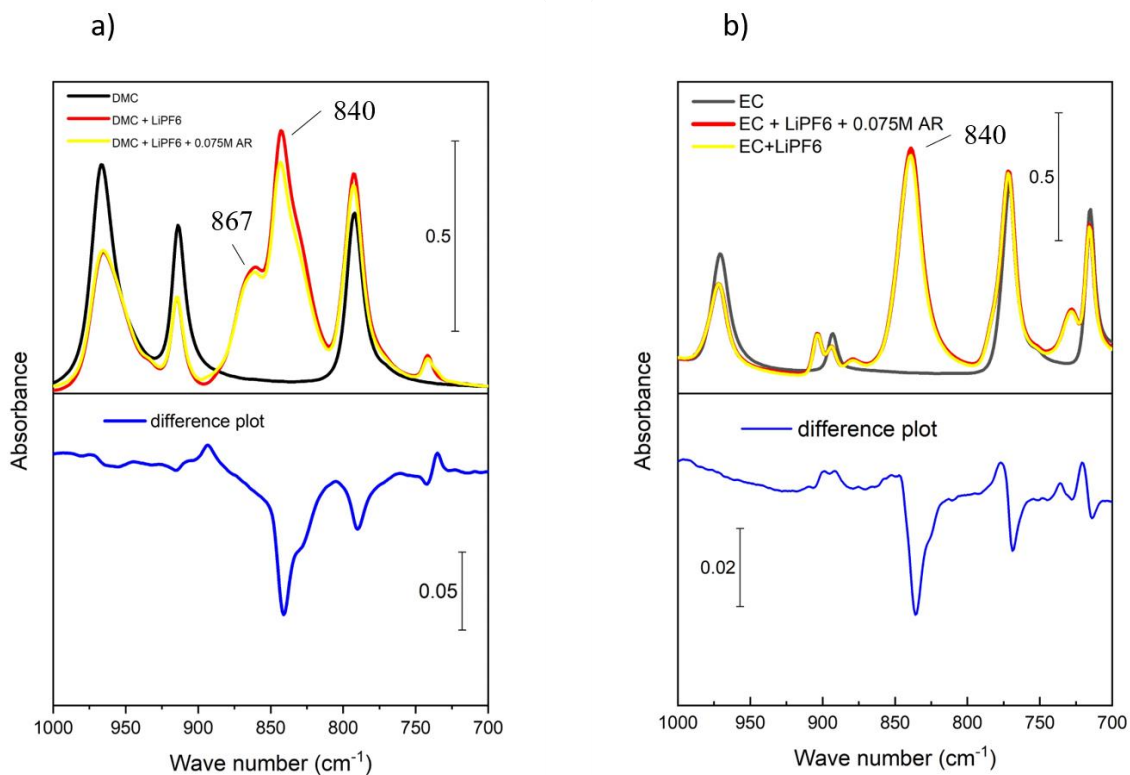 a)
DMC
DMC + LiPF6
DMC + LiPF6 + 0.075M AR
840
867
0.5
difference plot
0.05
Absorbance
1000 950 900 850 800 750 700
Wave number (cm-1)
b)
EC
EC + LiPF6 + 0.075M AR
EC+LiPF6
840
0.5
difference plot
0.02
Absorbance
1000 950 900 850 800 750 700
Wave number (cm-1)